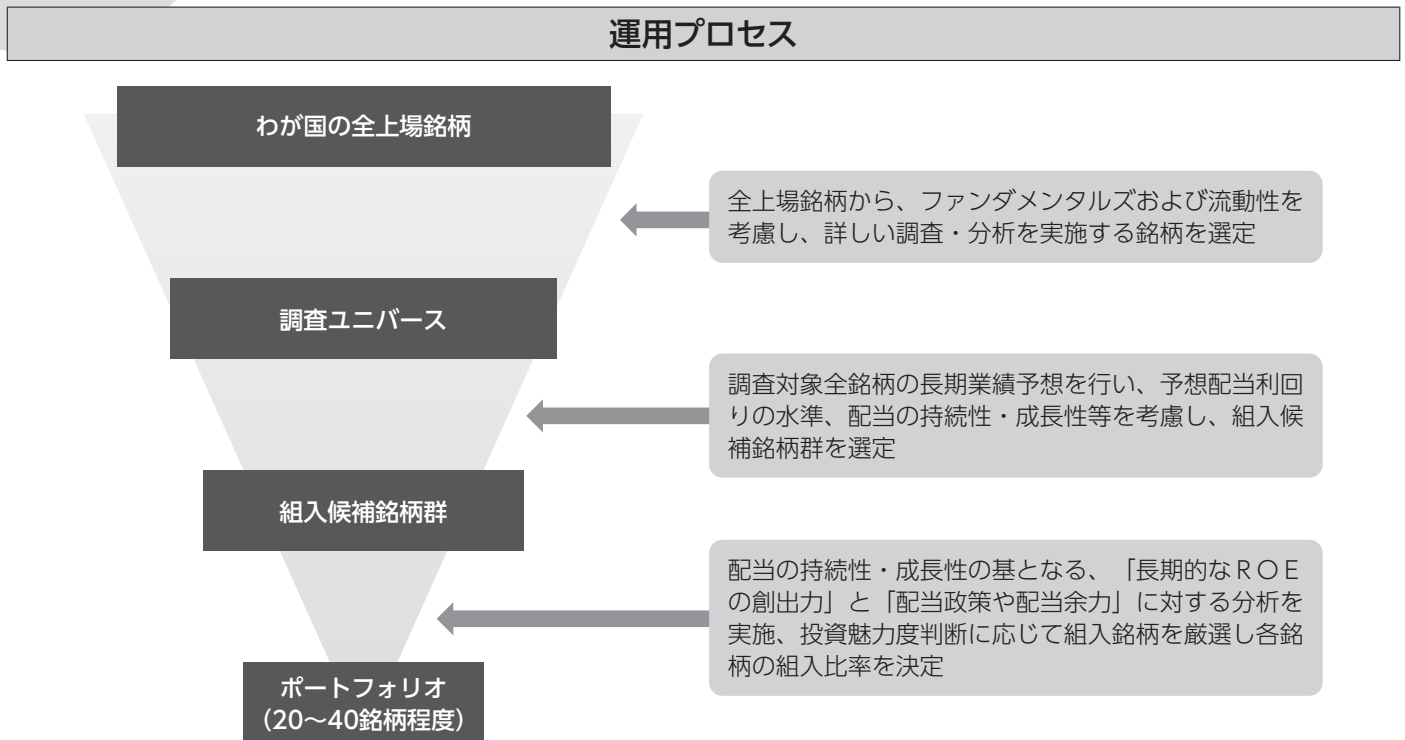 運用プロセス
わが国の全上場銘柄
全上場銘柄から、ファンダメンタルズおよび流動性を
考慮し、詳しい調査・分析を実施する銘柄を選定
調査ユニバース
調査対象全銘柄の長期業績予想を行い、予想配当利回
りの水準、配当の持続性・成長性等を考慮し、組入候
補銘柄群を選定
組入候補銘柄群
配当の持続性・成長性の基となる、「長期的なＲＯＥ
の創出力」と「配当政策や配当余力」に対する分析を
実施、投資魅力度判断に応じて組入銘柄を厳選し各銘
柄の組入比率を決定
ポートフォリオ
（20～40銘柄程度）